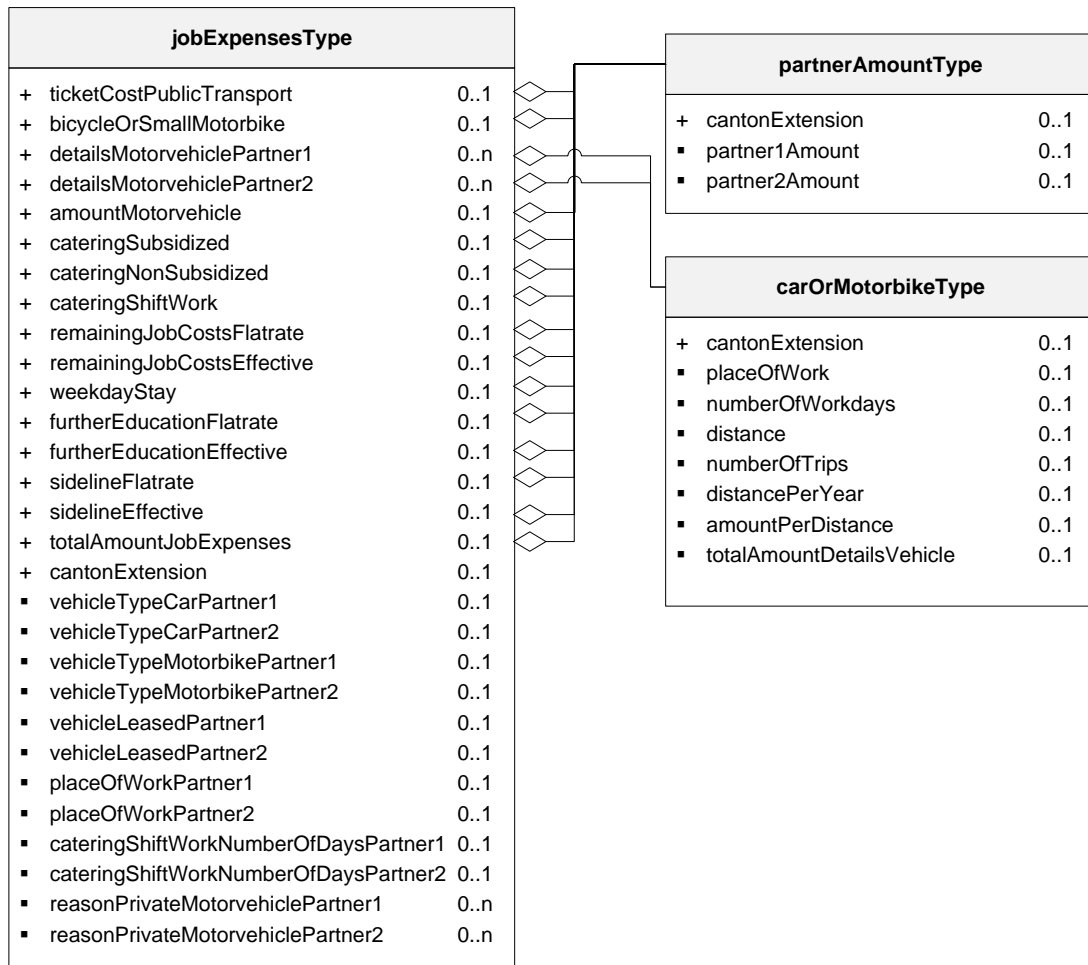 jobExpensesType
+ ticketCostPublicTransport 0..1
+ bicycleOrSmallMotorbike 0..1
+ detailsMotorvehiclePartner1 0..n
+ detailsMotorvehiclePartner2 0..n
+ amountMotorvehicle 0..1
+ cateringSubsidized 0..1
+ cateringNonSubsidized 0..1
+ cateringShiftWork 0..1
+ remainingJobCostsFlatrate 0..1
+ remainingJobCostsEffective 0..1
+ weekdayStay 0..1
+ furtherEducationFlatrate 0..1
+ furtherEducationEffective 0..1
+ sidelineFlatrate 0..1
+ sidelineEffective 0..1
+ totalAmountJobExpenses 0..1
+ cantonExtension 0..1
▪ vehicleTypeCarPartner1 0..1
▪ vehicleTypeCarPartner2 0..1
▪ vehicleTypeMotorbikePartner1 0..1
▪ vehicleTypeMotorbikePartner2 0..1
▪ vehicleLeasedPartner1 0..1
▪ vehicleLeasedPartner2 0..1
▪ placeOfWorkPartner1 0..1
▪ placeOfWorkPartner2 0..1
▪ cateringShiftWorkNumberOfDaysPartner1 0..1
▪ cateringShiftWorkNumberOfDaysPartner2 0..1
▪ reasonPrivateMotorvehiclePartner1 0..n
▪ reasonPrivateMotorvehiclePartner2 0..n
partnerAmountType
+ cantonExtension 0..1
▪ partner1Amount 0..1
▪ partner2Amount 0..1
carOrMotorbikeType
+ cantonExtension 0..1
▪ placeOfWork 0..1
▪ numberOfWorkdays 0..1
▪ distance 0..1
▪ numberOfTrips 0..1
▪ distancePerYear 0..1
▪ amountPerDistance 0..1
▪ totalAmountDetailsVehicle 0..1